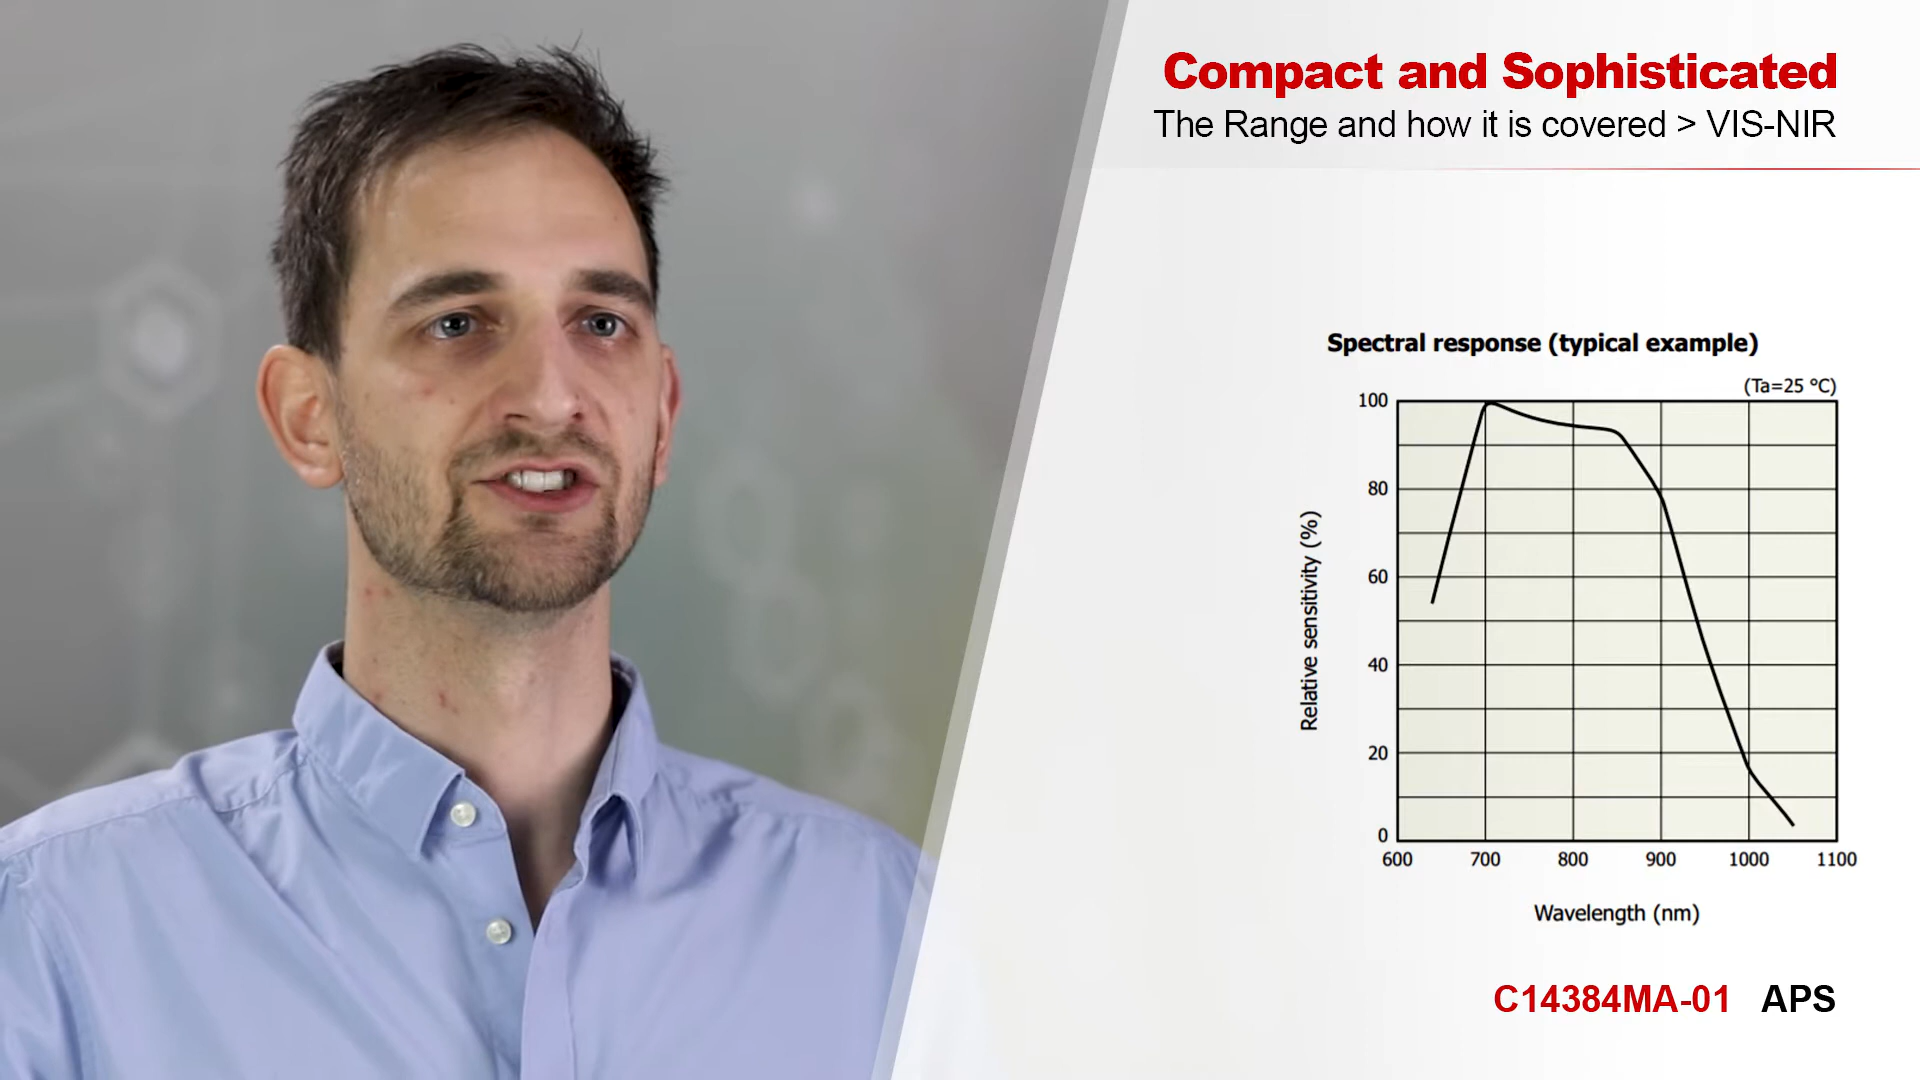 Compact and Sophisticated
The Range and how it is covered > VIS-NIR
Spectral response (typical example)
(Ta=25 °C)
100
80
60
40
20
0
Relative sensitivity (%)
600 700 800 900 1000 1100
Wavelength (nm)
C14384MA-01 APS